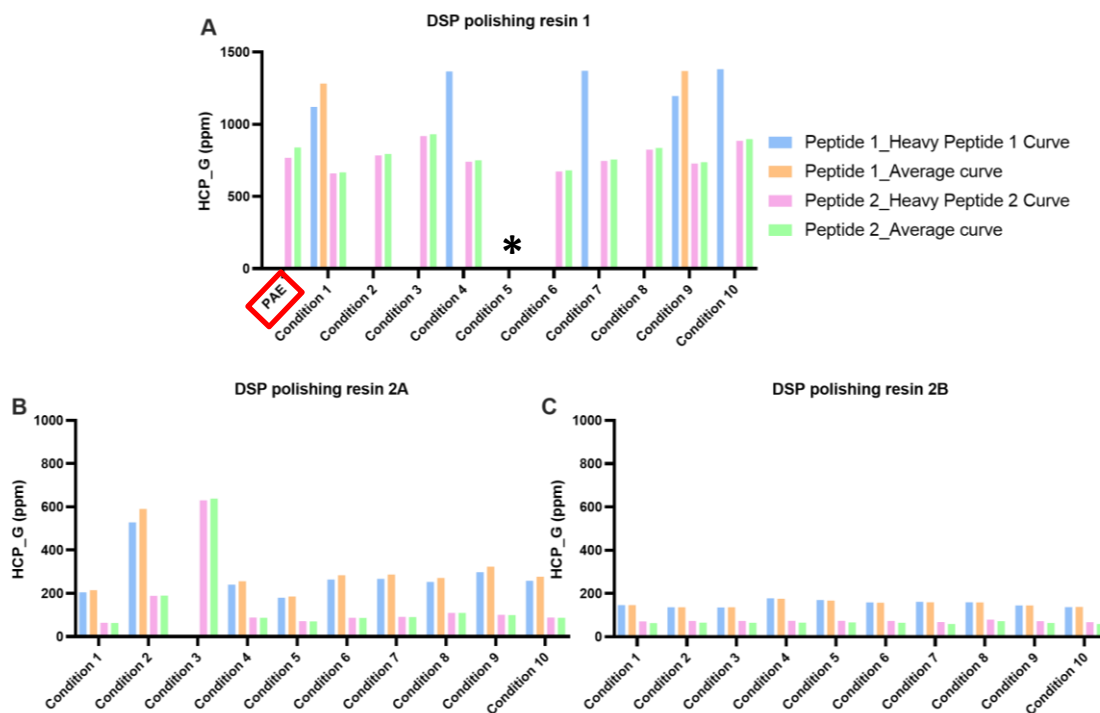 A
DSP polishing resin 1
HCP_G (ppm)
1500
1000
500
0
*
PAE
Condition 1
Condition 2
Condition 3
Condition 4
Condition 5
Condition 6
Condition 7
Condition 8
Condition 9
Condition 10
Peptide 1_Heavy Peptide 1 Curve
Peptide 1_Average curve
Peptide 2_Heavy Peptide 2 Curve
Peptide 2_Average curve
B
DSP polishing resin 2A
HCP_G (ppm)
1000
800
600
400
200
0
Condition 1
Condition 2
Condition 3
Condition 4
Condition 5
Condition 6
Condition 7
Condition 8
Condition 9
Condition 10
C
DSP polishing resin 2B
HCP_G (ppm)
1000
800
600
400
200
0
Condition 1
Condition 2
Condition 3
Condition 4
Condition 5
Condition 6
Condition 7
Condition 8
Condition 9
Condition 10